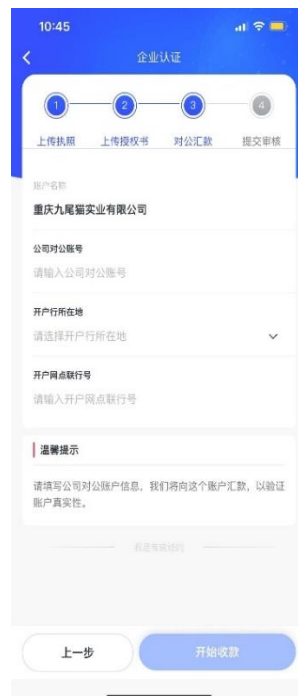 10:45
企业认证
1 2 3 4
上传执照 上传授权书 对公汇款 提交审核
账户名称
重庆九尾猫实业有限公司
公司对公账号
请输入公司对公账号
开户行所在地
请选择开户行所在地
开户网点联行号
请输入开户网点联行号
温馨提示
请填写公司对公账户信息，我们将向这个账户汇款，以验证
账户真实性。
上一步
开始收款